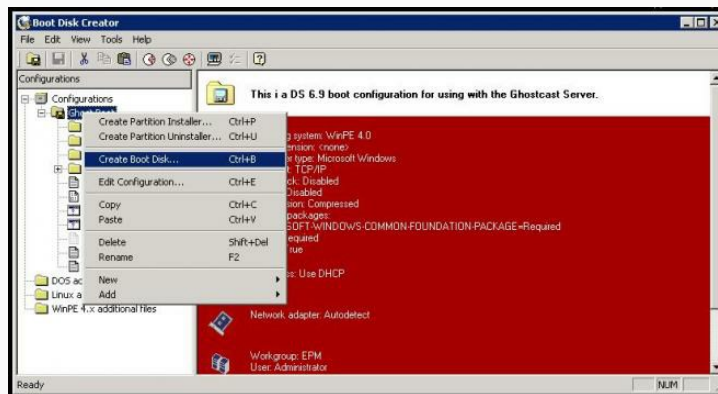 Boot Disk Creator
File Edit View Tools Help
Configurations
Configurations
This i a DS 6.9 boot configuration for using with the Ghostcast Server.
Create Partition Installer... Ctrl+P
Create Partition Uninstaller... Ctrl+U
Create Boot Disk... Ctrl+B
Edit Configuration... Ctrl+E
Copy Ctrl+C
Paste Ctrl+V
Delete Shift+Del
Rename F2
New
Add
DOS ac
Linux a
WinPE 4.x additional files
g system: WinPE 4.0
ension: <none>
r type: Microsoft Windows
t: TCP/IP
ck: Disabled
Disabled
sion: Compressed
packages:
SOFT-WINDOWS-COMMON-FOUNDATION-PACKAGE=Required
equired
rue
ss: Use DHCP
Network adapter: Autodetect
Workgroup: EPM
User: Administrator
Ready
NUM